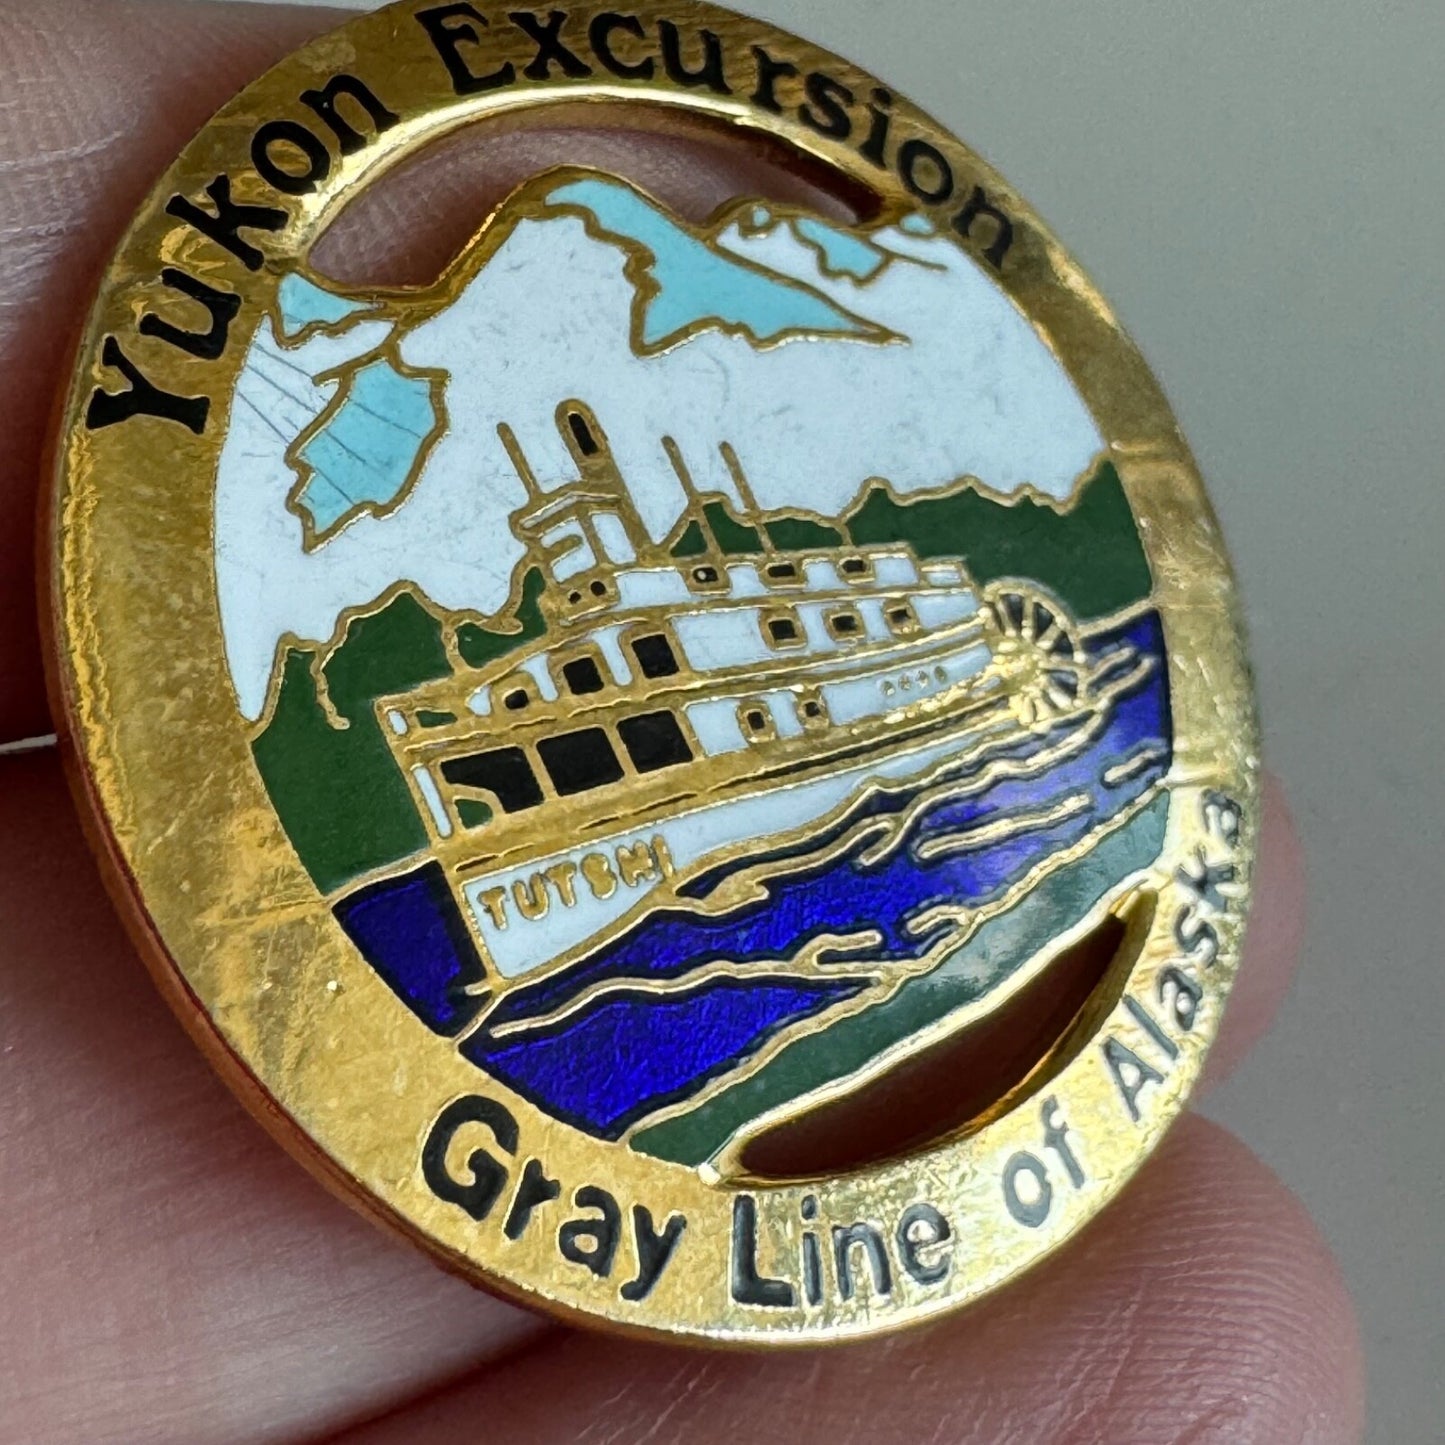 Yukon Excursion
TUTSHI
Gray Line of Alaska